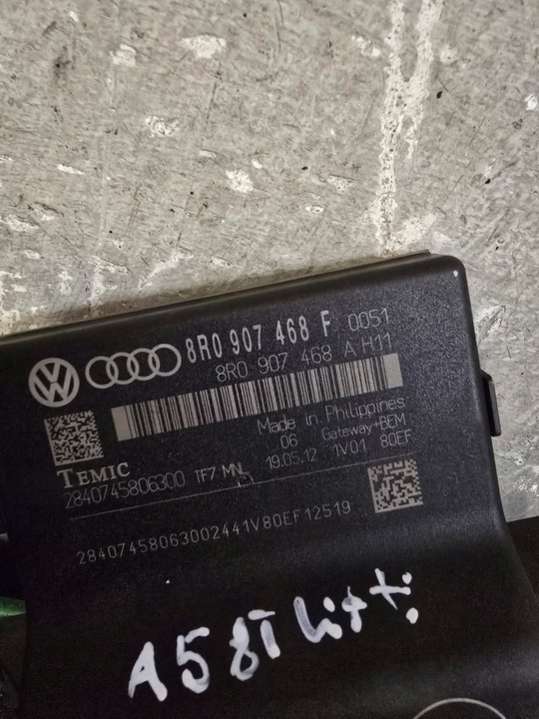 8R0 907 468 F 0051
8R0 907 468 A H11
Made in Philippines
06 Gateway+BEM
TEMIC
19.05.12 1V01 80EF
2840745806300 TF7 MN
28407458063002441V80EF12519
A5 8T lift